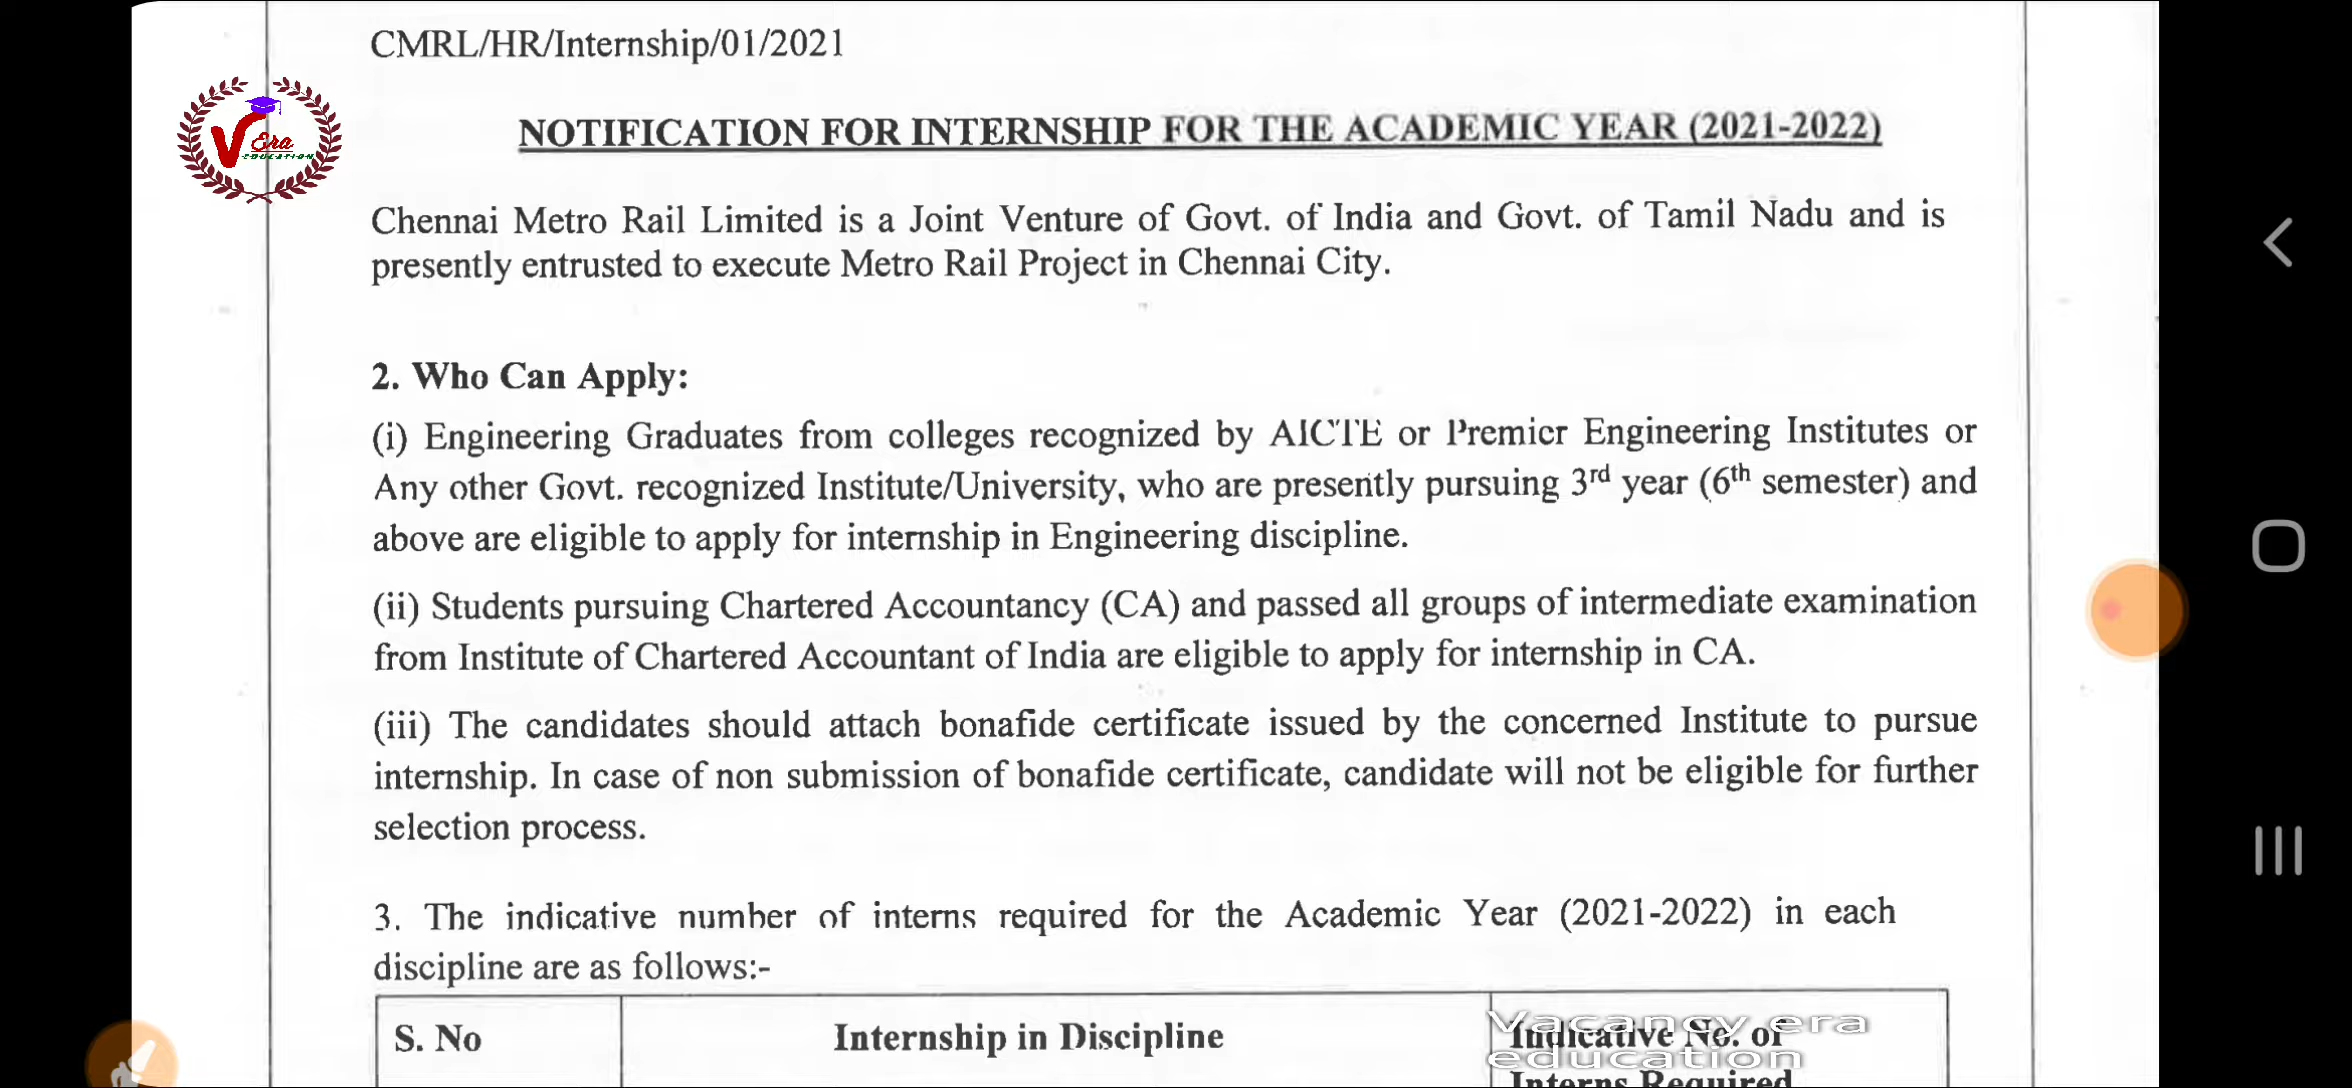 CMRL/HR/Internship/01/2021
V Era
EDUCATION
NOTIFICATION FOR INTERNSHIP FOR THE ACADEMIC YEAR (2021-2022)
Chennai Metro Rail Limited is a Joint Venture of Govt. of India and Govt. of Tamil Nadu and is
presently entrusted to execute Metro Rail Project in Chennai City.
2. Who Can Apply:
(i) Engineering Graduates from colleges recognized by AICTE or Premier Engineering Institutes or
Any other Govt. recognized Institute/University, who are presently pursuing 3rd year (6th semester) and
above are eligible to apply for internship in Engineering discipline.
(ii) Students pursuing Chartered Accountancy (CA) and passed all groups of intermediate examination
from Institute of Chartered Accountant of India are eligible to apply for internship in CA.
(iii) The candidates should attach bonafide certificate issued by the concerned Institute to pursue
internship. In case of non submission of bonafide certificate, candidate will not be eligible for further
selection process.
3. The indicative number of interns required for the Academic Year (2021-2022) in each
discipline are as follows:-
S. No
Internship in Discipline
Indicative No. of
Interns Required
Vacancy era
education